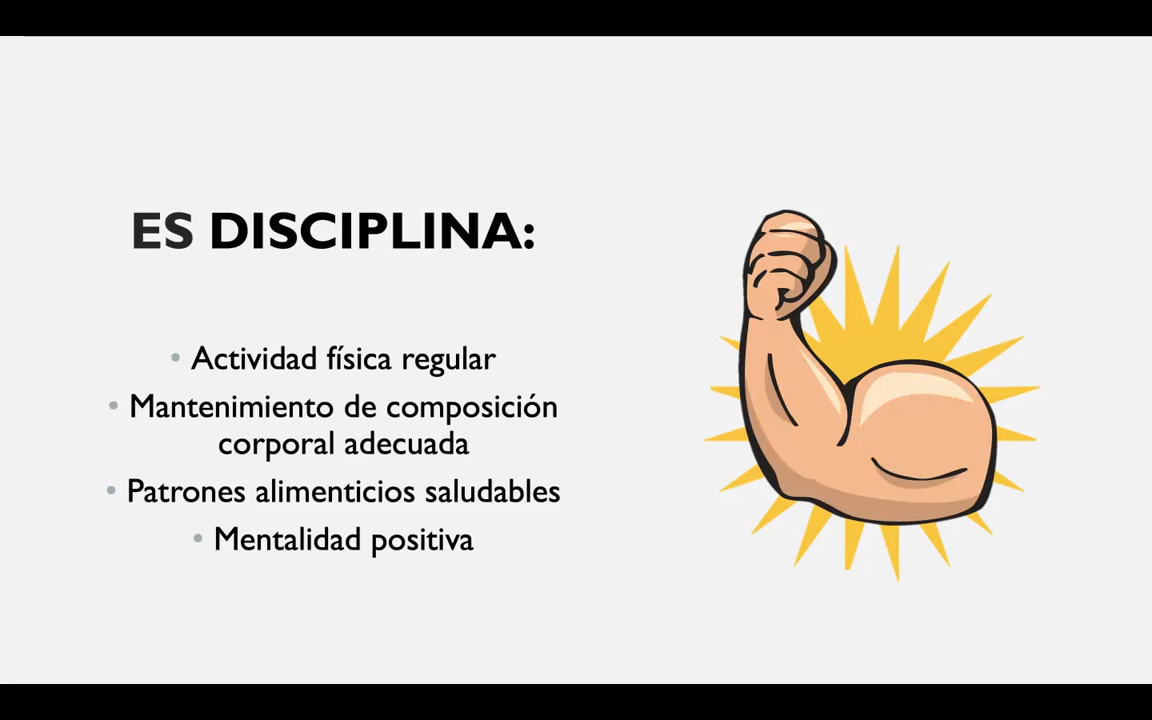 ES DISCIPLINA:
• Actividad física regular
• Mantenimiento de composición
corporal adecuada
• Patrones alimenticios saludables
• Mentalidad positiva